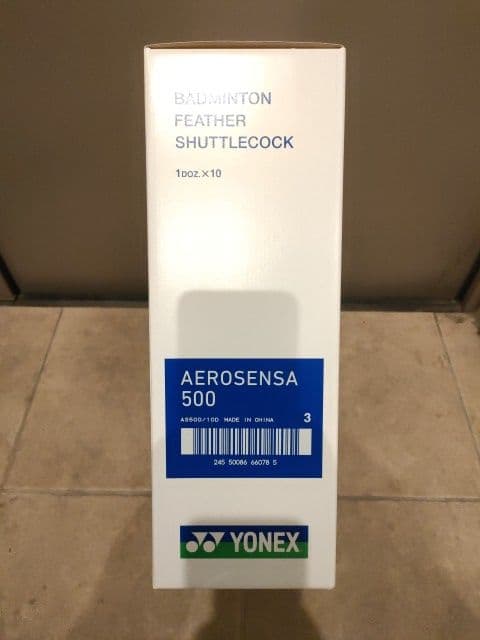 BADMINTON
FEATHER
SHUTTLECOCK
1DOZ.×10
AEROSENSA
500
AS500/10D MADE IN CHINA 3
245 50086 66078 5
YONEX